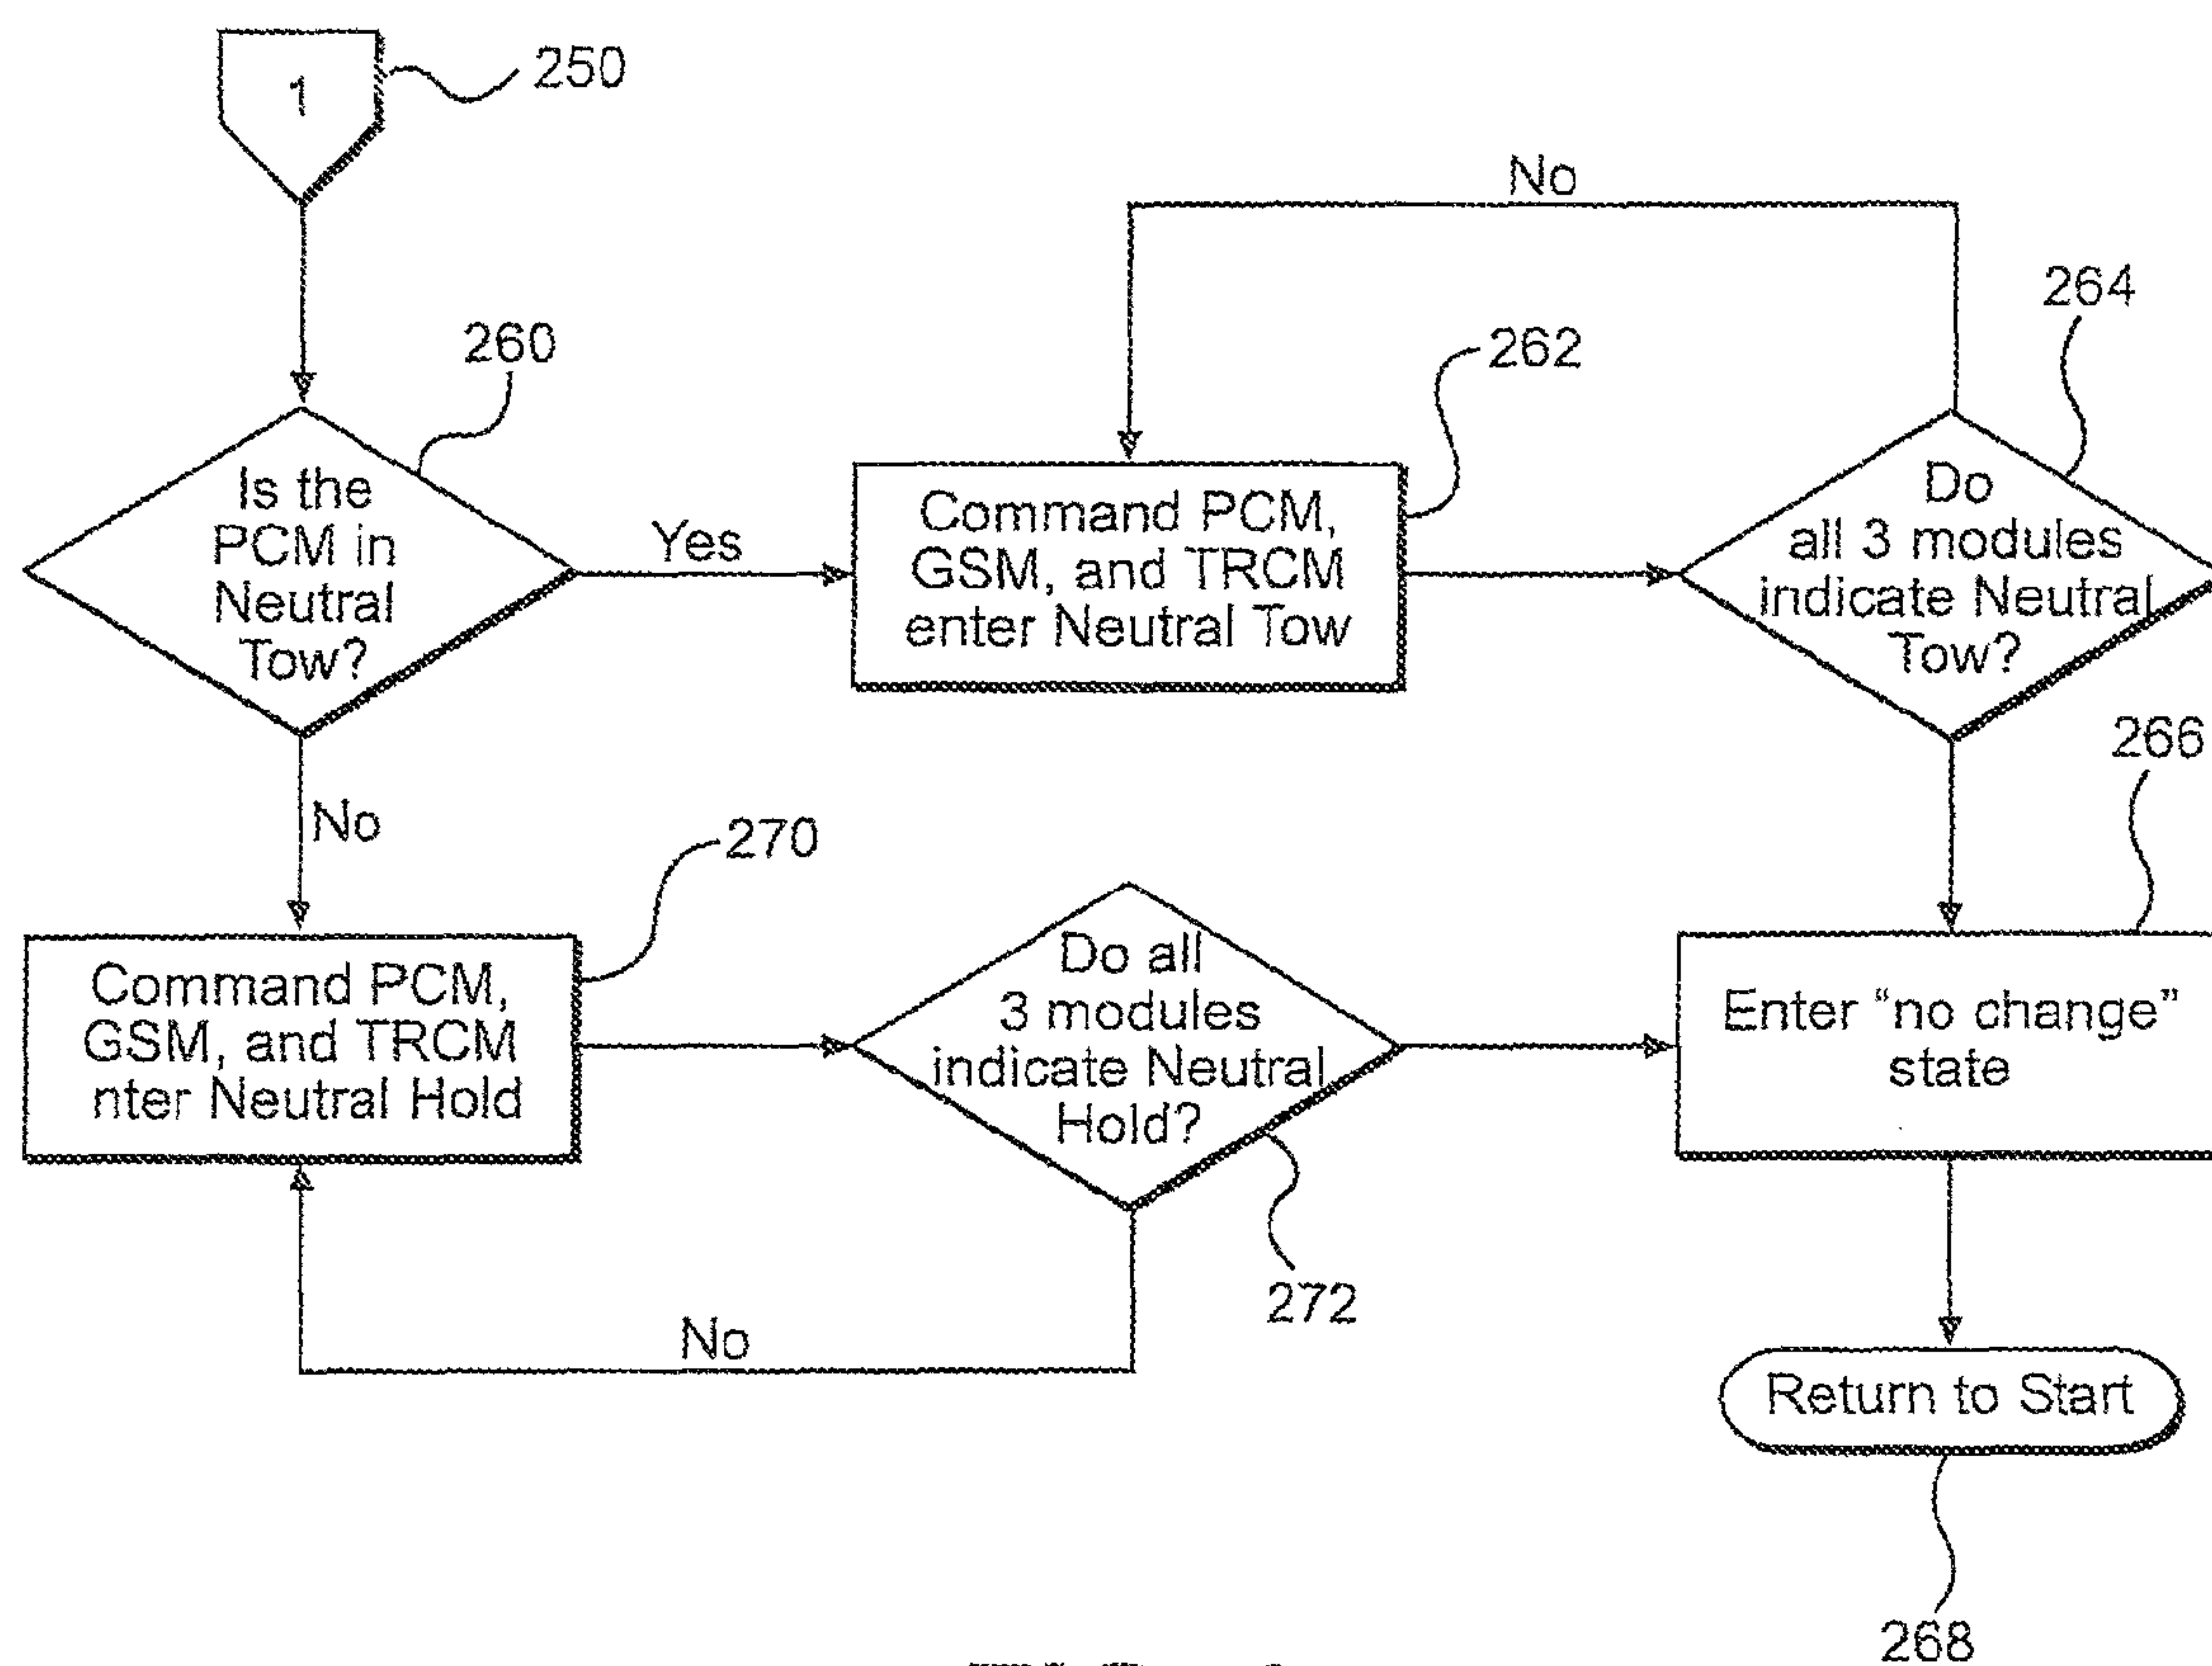 1
250
260
Is the
PCM in
Neutral
Tow?
Yes
No
262
Command PCM,
GSM, and TRCM
enter Neutral Tow
No
264
Do
all 3 modules
indicate Neutral
Tow?
266
Enter “no change”
state
No
270
Command PCM,
GSM, and TRCM
nter Neutral Hold
Do all
3 modules
indicate Neutral
Hold?
272
Return to Start
268